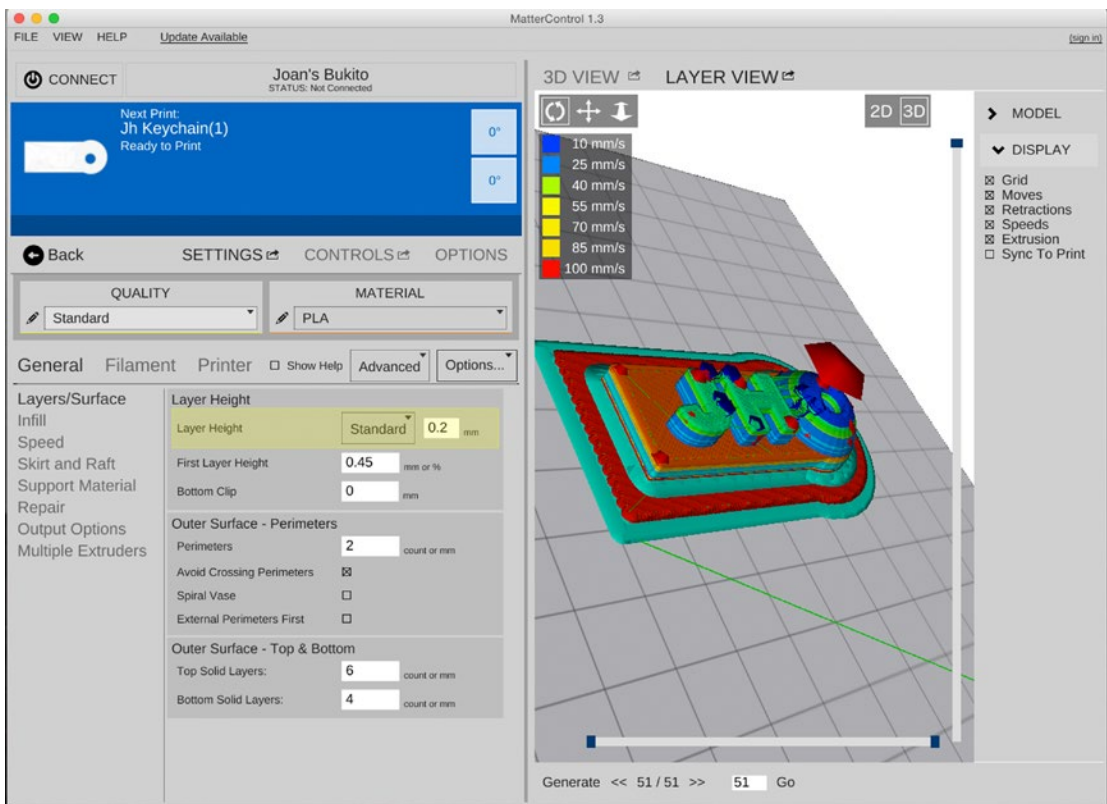 MatterControl 1.3
FILE VIEW HELP Update Available (sign in)
CONNECT
Joan's Bukito
STATUS: Not Connected
Next Print:
Jh Keychain(1)
Ready to Print
0°
0°
Back SETTINGS CONTROLS OPTIONS
QUALITY MATERIAL
Standard PLA
General Filament Printer Show Help Advanced Options...
Layers/Surface
Infill
Speed
Skirt and Raft
Support Material
Repair
Output Options
Multiple Extruders
Layer Height
Layer Height Standard 0.2 mm
First Layer Height 0.45 mm or %
Bottom Clip 0 mm
Outer Surface - Perimeters
Perimeters 2 count or mm
Avoid Crossing Perimeters
Spiral Vase
External Perimeters First
Outer Surface - Top & Bottom
Top Solid Layers: 6 count or mm
Bottom Solid Layers: 4 count or mm
3D VIEW LAYER VIEW
2D 3D
10 mm/s
25 mm/s
40 mm/s
55 mm/s
70 mm/s
85 mm/s
100 mm/s
JH
MODEL
DISPLAY
Grid
Moves
Retractions
Speeds
Extrusion
Sync To Print
Generate << 51 / 51 >> 51 Go